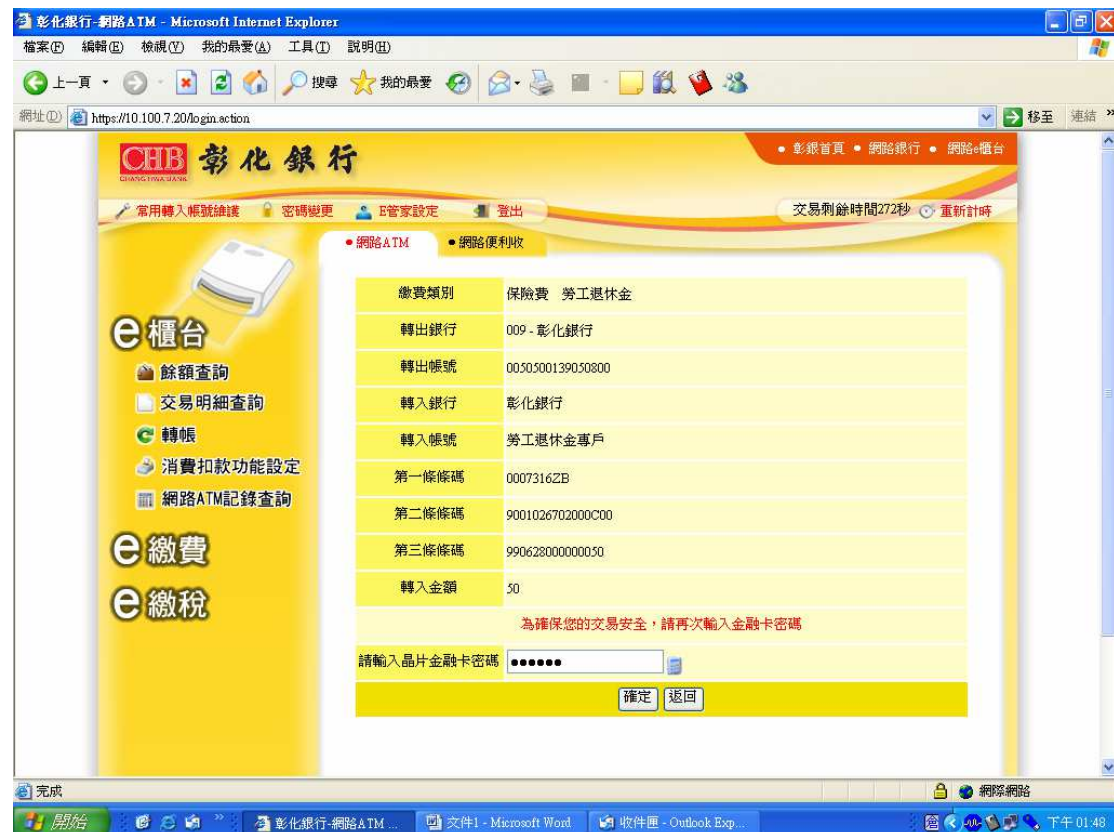 彰化銀行-網路ATM - Microsoft Internet Explorer
檔案(F) 編輯(E) 檢視(V) 我的最愛(A) 工具(T) 說明(H)
上一頁 搜尋 我的最愛
網址(D) https://10.100.7.20/login.action 移至 連結 »
CHB 彰化銀行
CHANG HWA BANK
• 彰銀首頁 • 網路銀行 • 網路e櫃台
常用轉入帳號維護 密碼變更 E管家設定 登出 交易剩餘時間272秒 重新計時
•網路ATM •網路便利收
e櫃台
餘額查詢
交易明細查詢
轉帳
消費扣款功能設定
網路ATM記錄查詢
e繳費
e繳稅
繳費類別 保險費 勞工退休金
轉出銀行 009 - 彰化銀行
轉出帳號 0050500139050800
轉入銀行 彰化銀行
轉入帳號 勞工退休金專戶
第一條條碼 0007316ZB
第二條條碼 9001026702000C00
第三條條碼 990628000000050
轉入金額 50
為確保您的交易安全，請再次輸入金融卡密碼
請輸入晶片金融卡密碼 ●●●●●●
確定 返回
完成 網際網路
開始 » 彰化銀行-網路ATM ... 文件1 - Microsoft Word 收件匣 - Outlook Exp... 下午 01:48